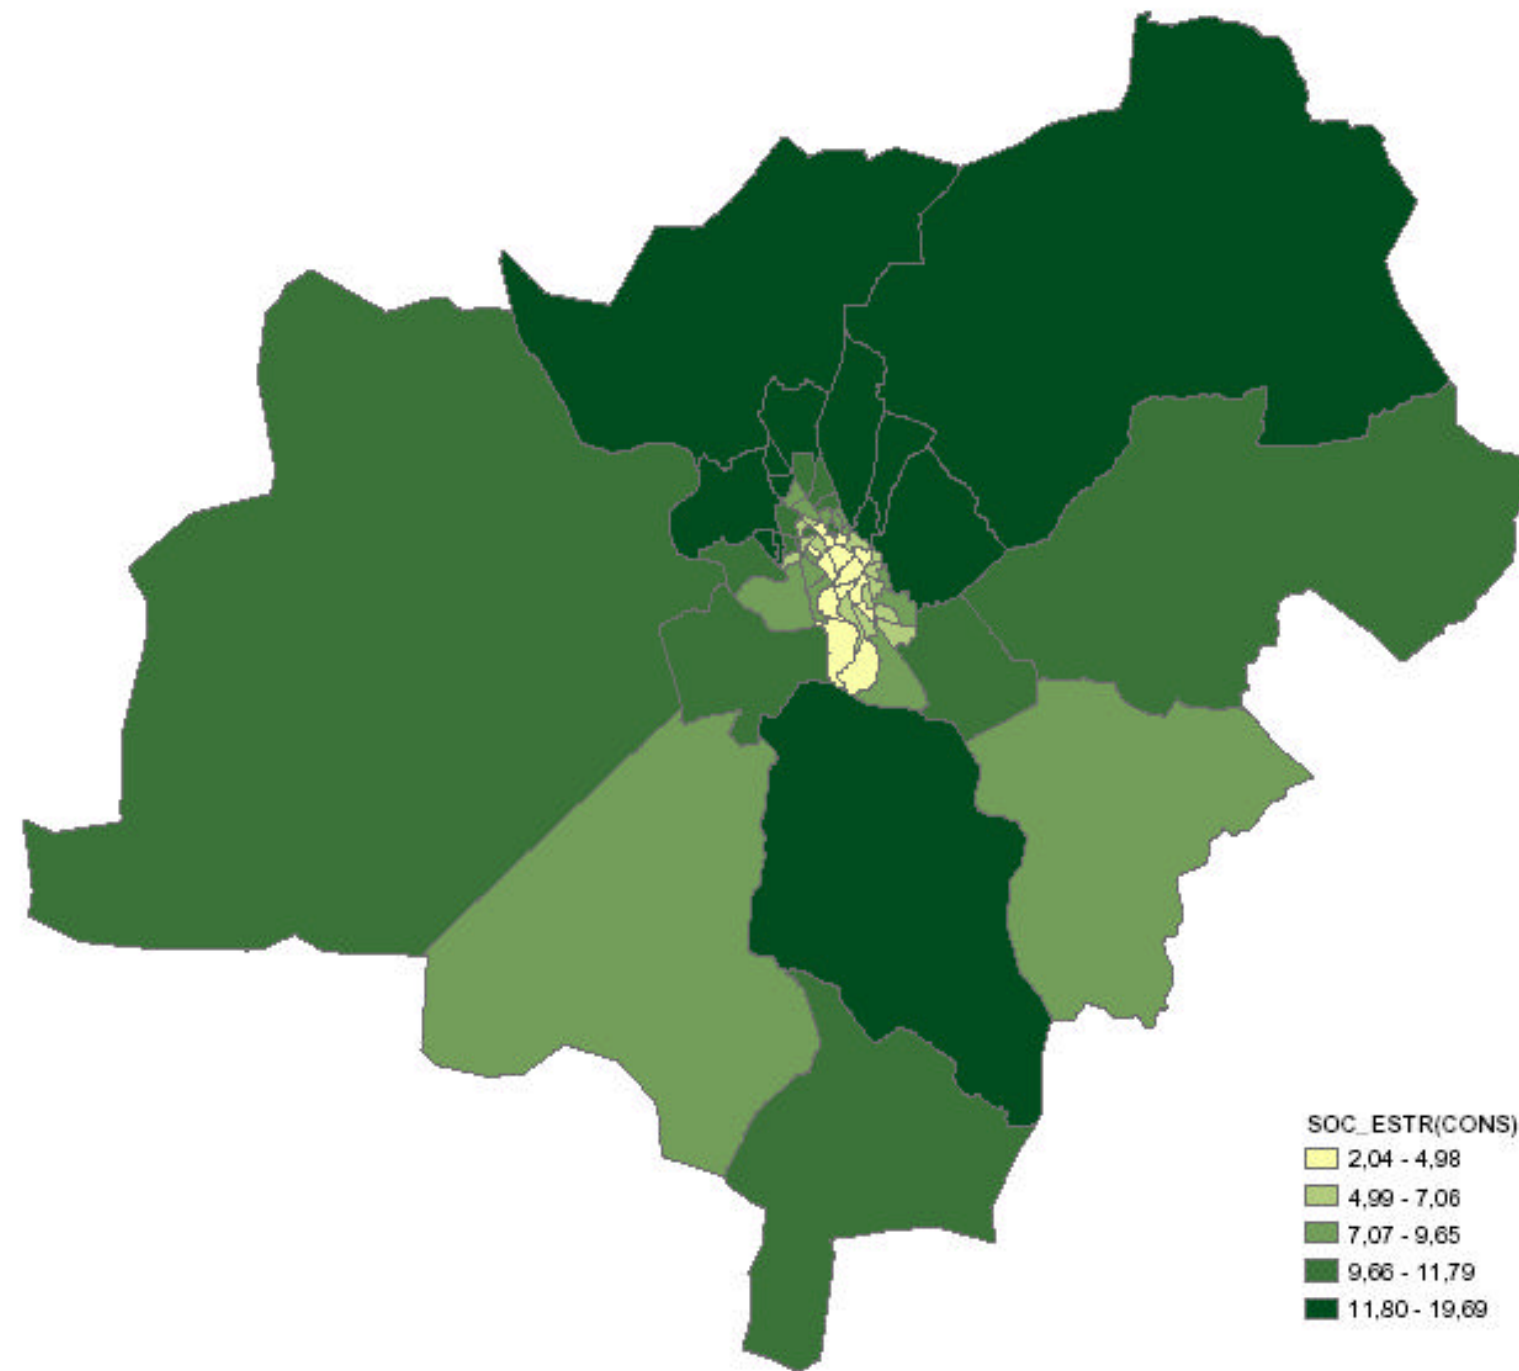 SOC_ESTR(CONS)
2,04 - 4,98
4,99 - 7,06
7,07 - 9,65
9,66 - 11,79
11,80 - 19,69